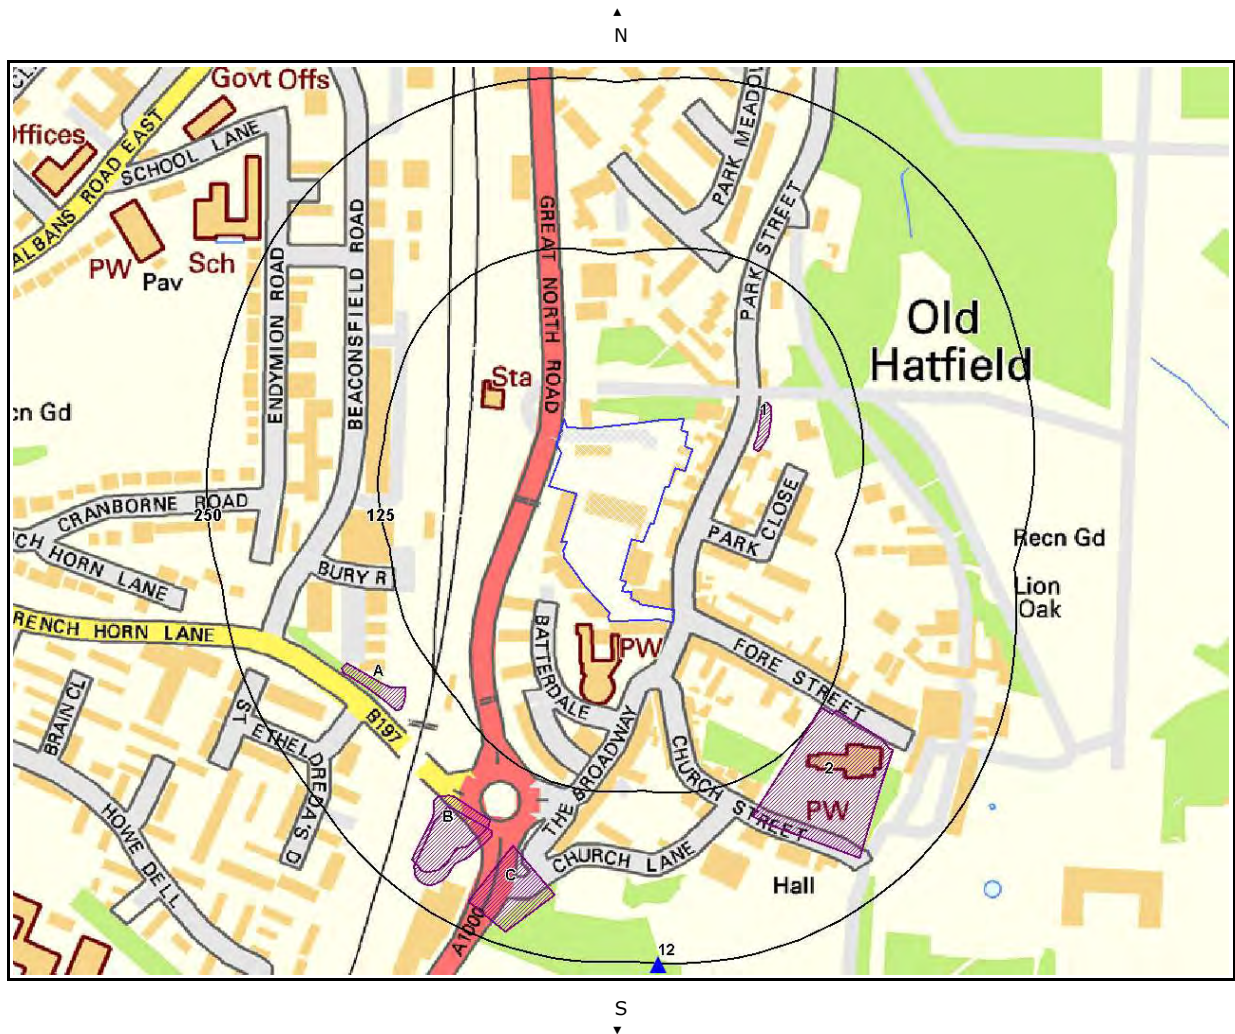 N
CL
Govt Offs
PARK MEADOW
Offices
SCHOOL LANE
ALBANS ROAD EAST
PW
Pav
Sch
GREAT NORTH ROAD
PARK STREET
ENDYMION ROAD
BEACONSFIELD ROAD
Old
Hatfield
Sta
cn Gd
1
CRANBORNE ROAD
250
125
PARK CLOSE
Recn Gd
CH HORN LANE
BURY R
Lion
Oak
RENCH HORN LANE
BATTERDALE
PW
FORE STREET
A
B197
BRAIN CL
ST ETHELDREDA'S D
THE BROADWAY
CHURCH STREET
2
PW
HOWE DELL
B
CHURCH LANE
C
Hall
A1000
12
S